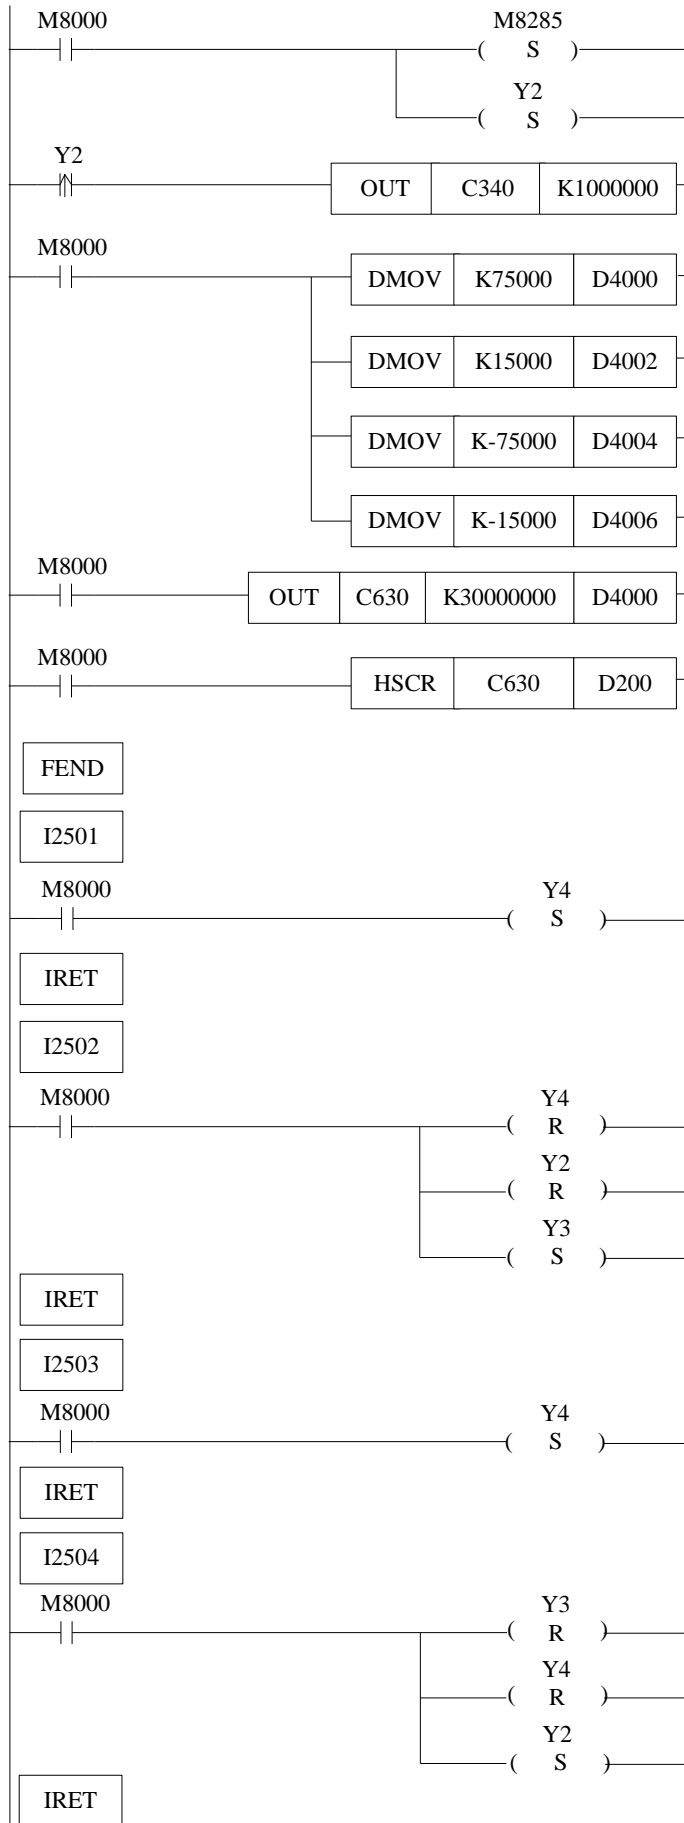 M8000
M8285
( S )
Y2
( S )
Y2
OUT C340 K1000000
M8000
DMOV K75000 D4000
DMOV K15000 D4002
DMOV K-75000 D4004
DMOV K-15000 D4006
M8000
OUT C630 K30000000 D4000
M8000
HSCR C630 D200
FEND
I2501
M8000
Y4
( S )
IRET
I2502
M8000
Y4
( R )
Y2
( R )
Y3
( S )
IRET
I2503
M8000
Y4
( S )
IRET
I2504
M8000
Y3
( R )
Y4
( R )
Y2
( S )
IRET